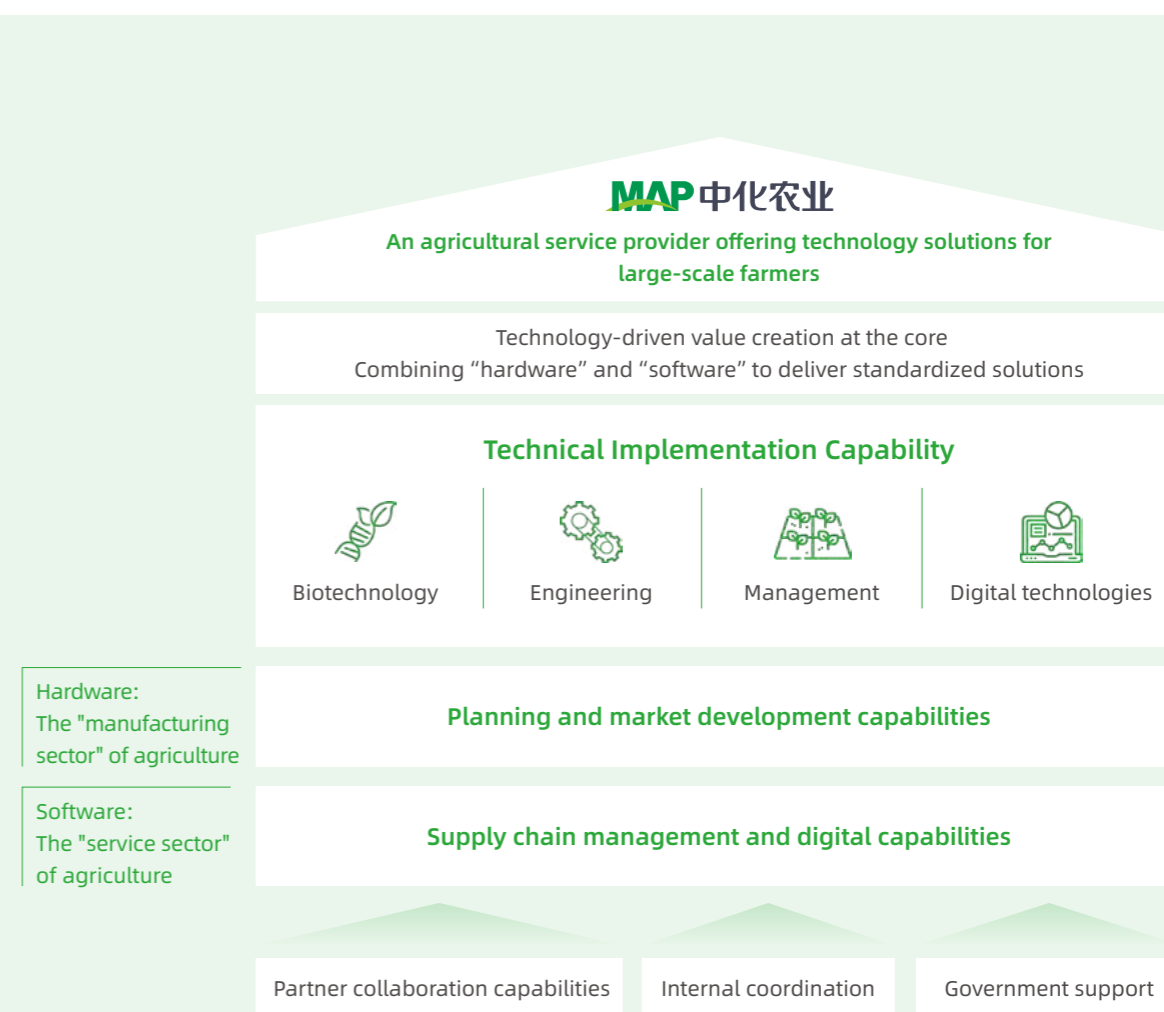 MAP中化农业
An agricultural service provider offering technology solutions for
large-scale farmers
Technology-driven value creation at the core
Combining “hardware” and “software” to deliver standardized solutions
Technical Implementation Capability
Biotechnology
Engineering
Management
Digital technologies
Hardware:
The "manufacturing
sector" of agriculture
Planning and market development capabilities
Software:
The "service sector"
of agriculture
Supply chain management and digital capabilities
Partner collaboration capabilities
Internal coordination
Government support